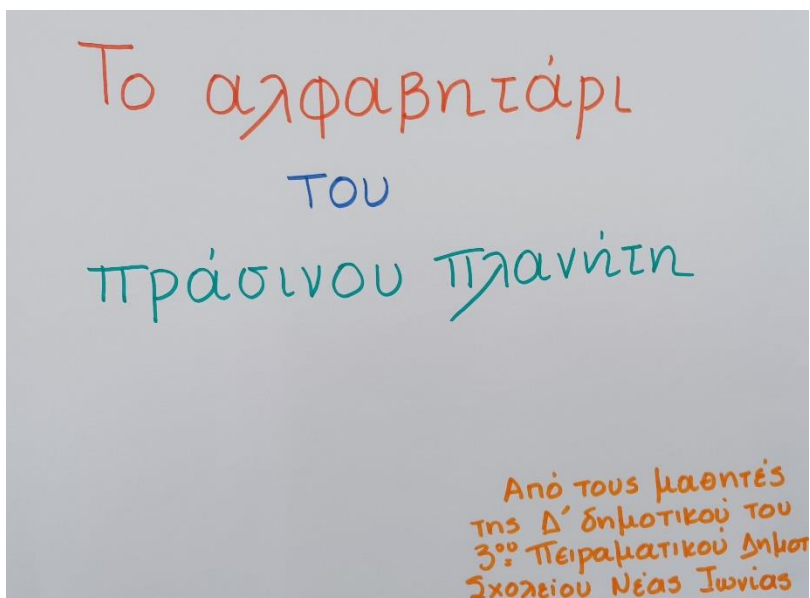 Το αλφαβητάρι
του
πράσινου πλανήτη
Από τους μαθητές
της Δ' δημοτικού του
3ου Πειραματικού Δημοτ
Σχολείου Νέας Ιωνίας